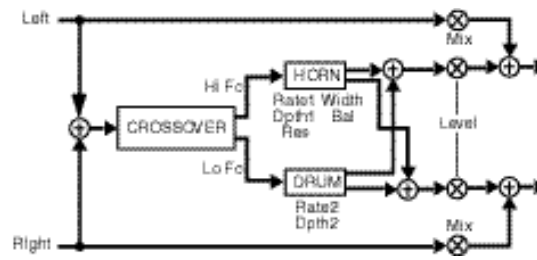 Left
Mix
Hi Fc
HORN
Rate1 Width
Dpth1 Bal
Res
CROSSOVER
Level
Lo Fc
DRUM
Rate2
Dpth2
Mix
Right